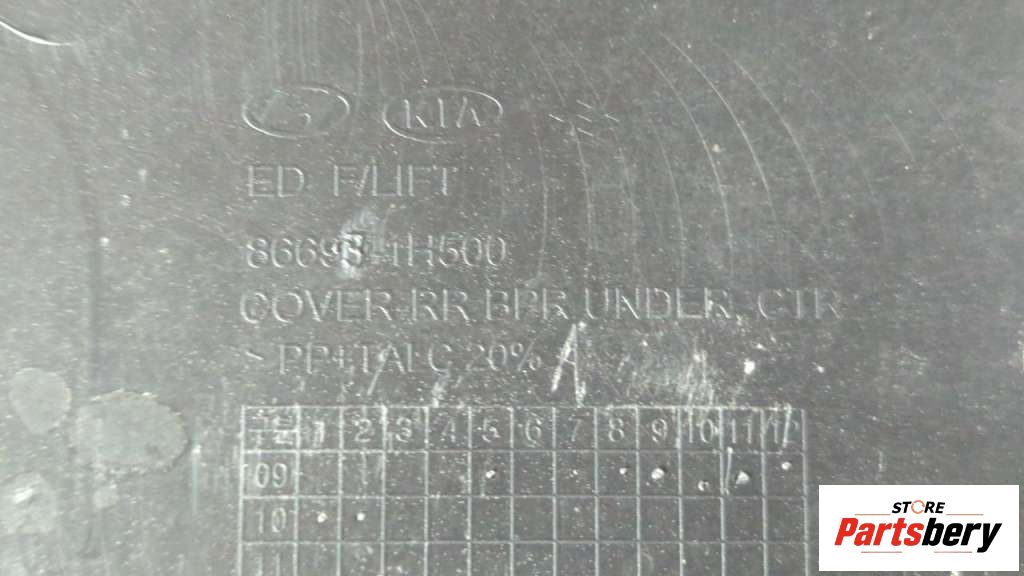 KIA
ED F/LIFT
86693-1H500
COVER-RR BPR UNDER, CTR
>PP+TALC 20%
1 2 3 4 5 6 7 8 9 10 11 12
09
10
STORE
Partsbery